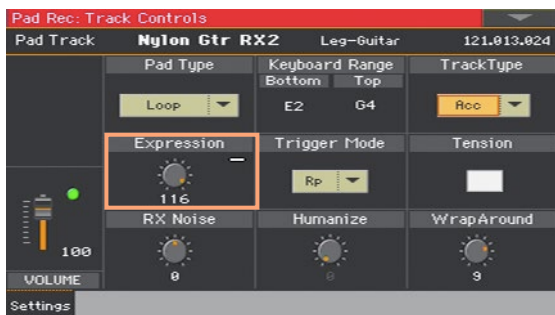 Pad Rec: Track Controls
Pad Track Nylon Gtr RX2 Leg-Guitar 121.013.024
Pad Type Keyboard Range TrackType
Bottom Top
Loop E2 G4 Acc
Expression Trigger Mode Tension
Rp
116
RX Noise Humanize WrapAround
100
VOLUME 0 0 9
Settings